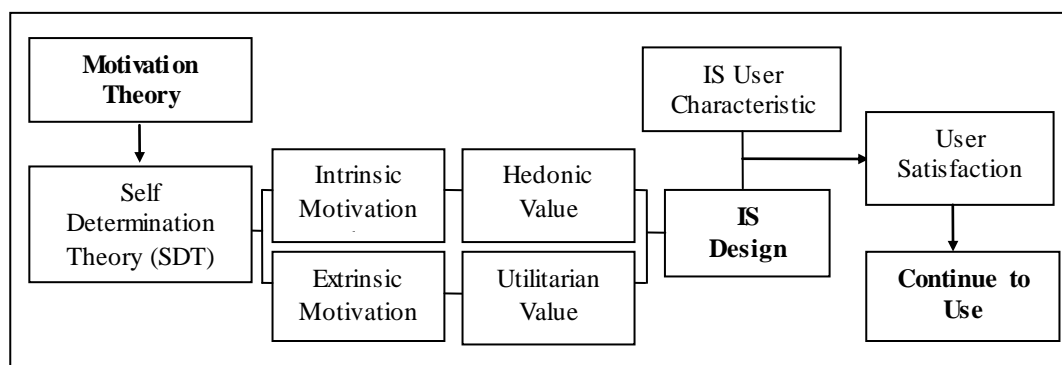 Motivation
Theory
Self
Determination
Theory (SDT)
Intrinsic
Motivation
Extrinsic
Motivation
Hedonic
Value
Utilitarian
Value
IS User
Characteristic
IS
Design
User
Satisfaction
Continue to
Use